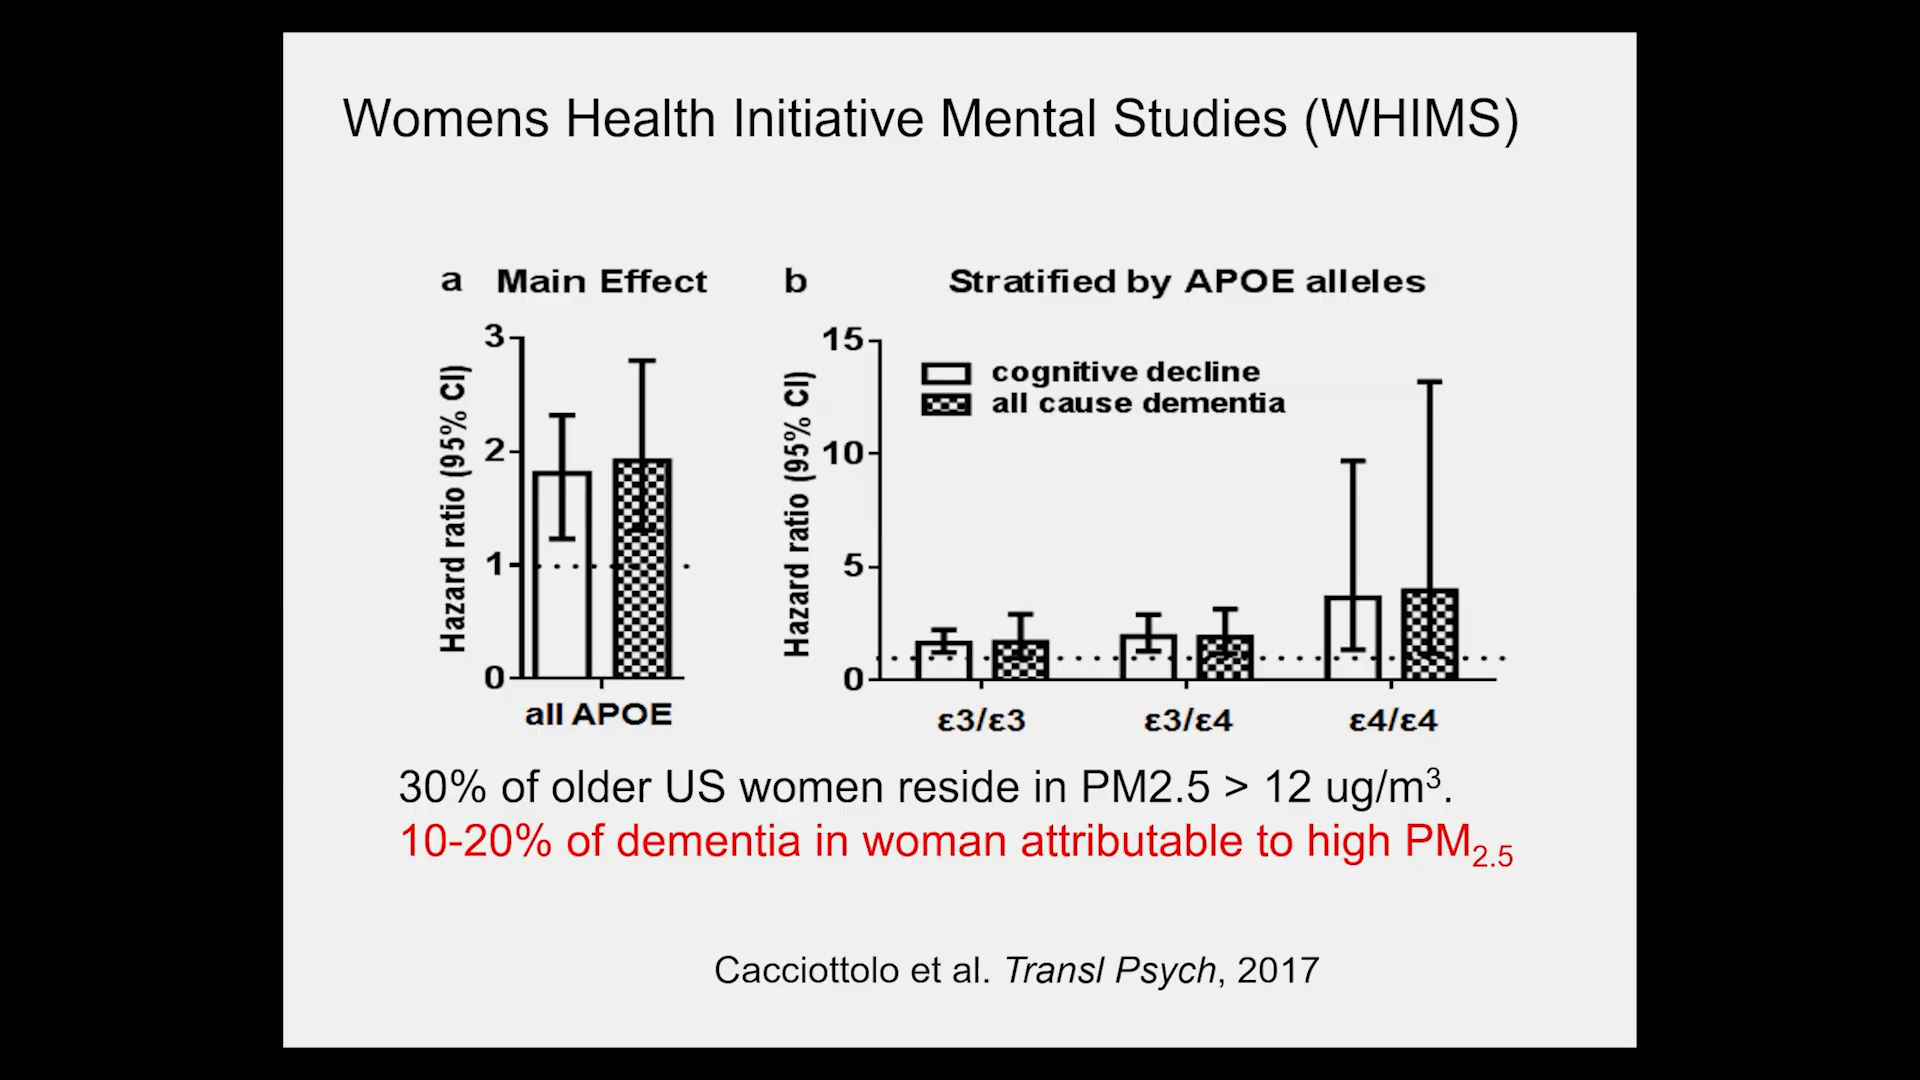 Womens Health Initiative Mental Studies (WHIMS)
a Main Effect
Hazard ratio (95% CI)
3
2
1
0
all APOE
b Stratified by APOE alleles
Hazard ratio (95% CI)
15
10
5
0
cognitive decline
all cause dementia
ε3/ε3 ε3/ε4 ε4/ε4
30% of older US women reside in PM2.5 > 12 ug/m³.
10-20% of dementia in woman attributable to high PM₂.₅
Cacciottolo et al. Transl Psych, 2017